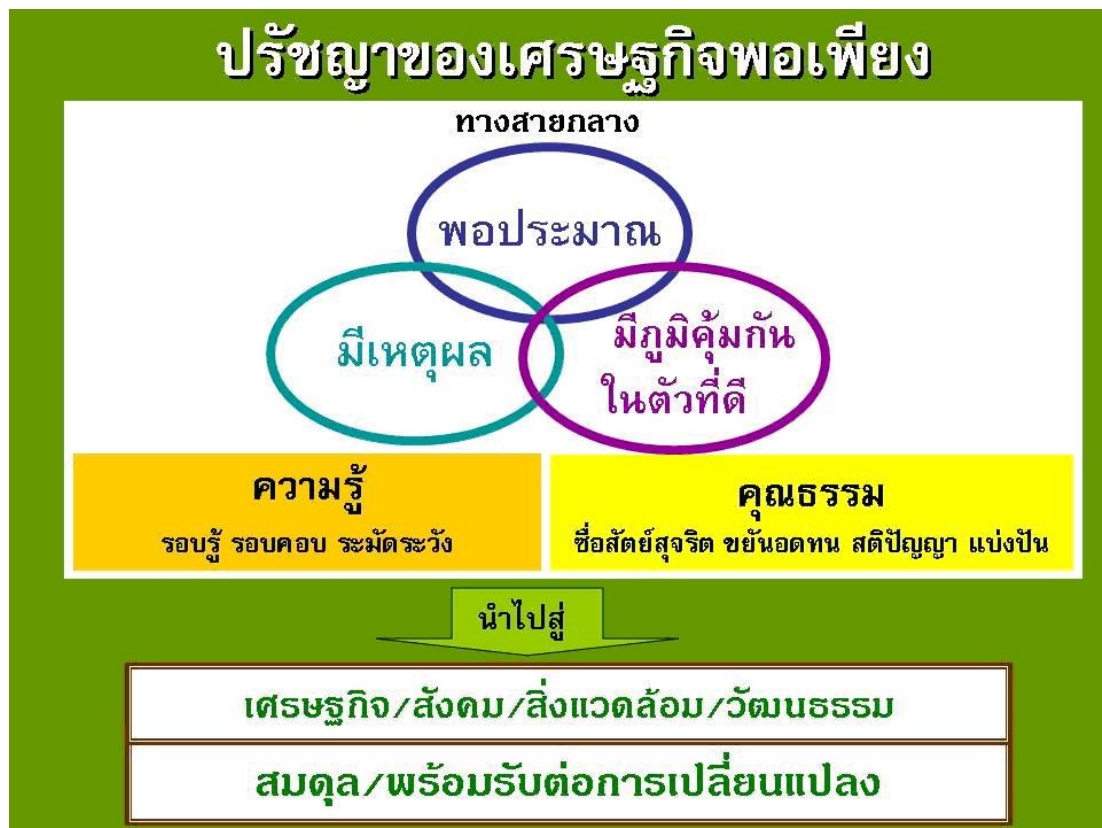 ปรัชญาของเศรษฐกิจพอเพียง
ทางสายกลาง
พอประมาณ
มีเหตุผล
มีภูมิคุ้มกัน
ในตัวที่ดี
ความรู้
รอบรู้ รอบคอบ ระมัดระวัง
คุณธรรม
ซื่อสัตย์สุจริต ขยันอดทน สติปัญญา แบ่งปัน
นำไปสู่
เศรษฐกิจ/สังคม/สิ่งแวดล้อม/วัฒนธรรม
สมดุล/พร้อมรับต่อการเปลี่ยนแปลง